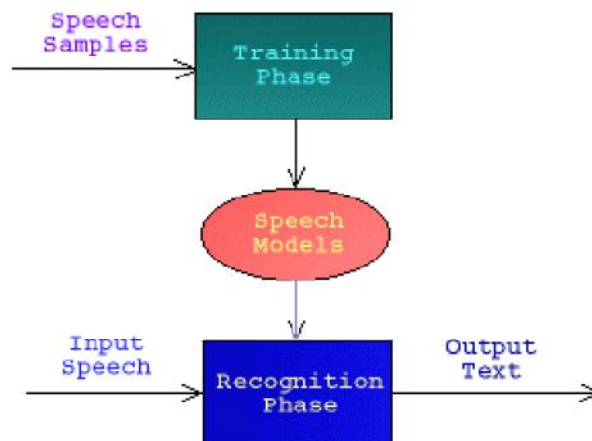 Speech
Samples
Training
Phase
Speech
Models
Input
Speech
Recognition
Phase
Output
Text